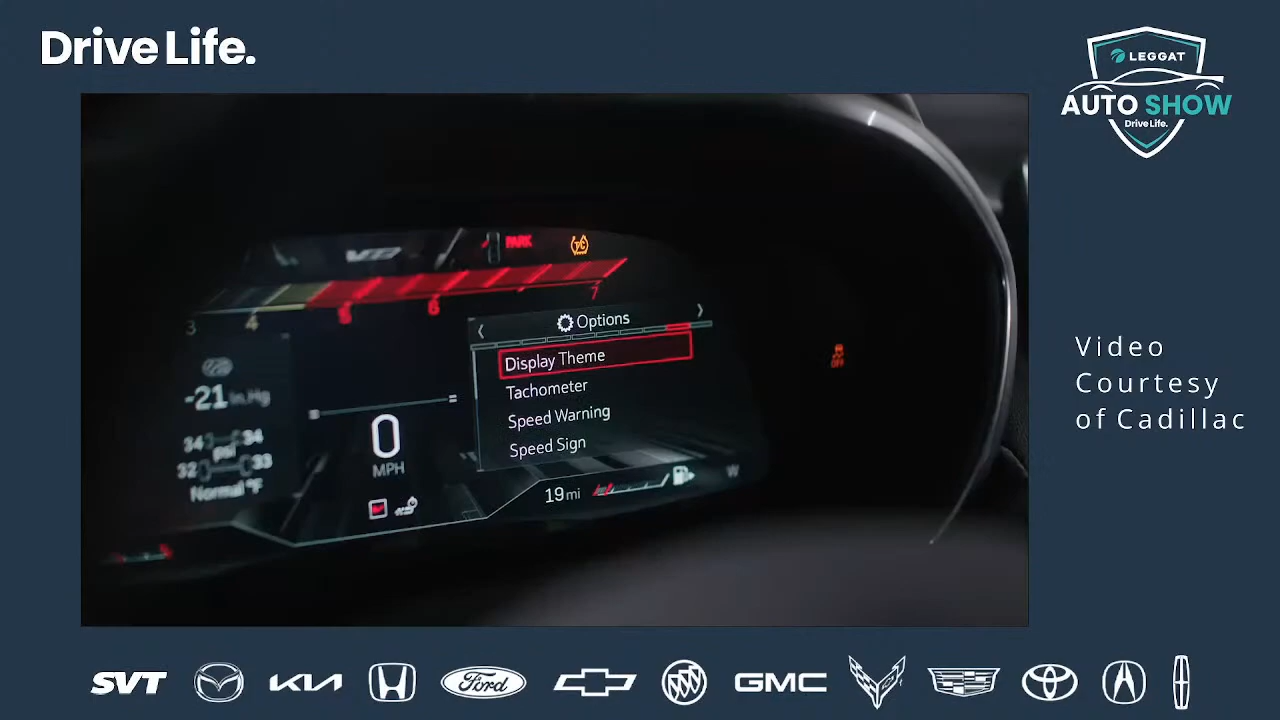 Drive Life.
LEGGAT
AUTO SHOW
Drive Life.
PARK
TC
3
4
5
6
7
Options
Display Theme
Tachometer
Speed Warning
Speed Sign
-21 In.Hg
34 34
psi
32 33
Normal °F
0
MPH
19 mi
W
OFF
Video
Courtesy
of Cadillac
SVT
KIA
Ford
GMC